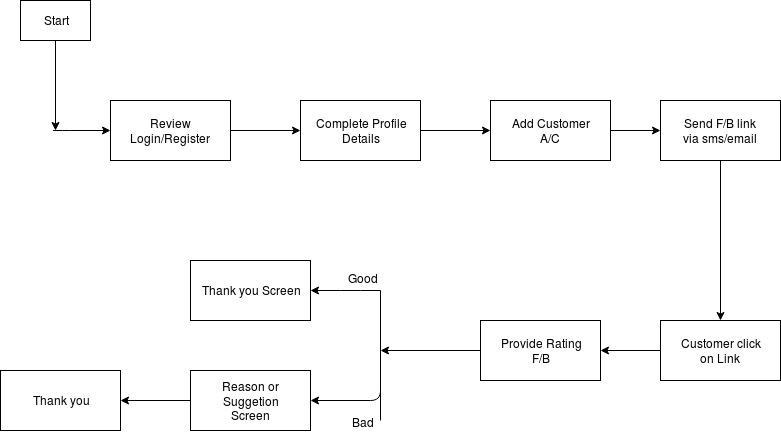 Start
Review
Login/Register
Complete Profile
Details
Add Customer
A/C
Send F/B link
via sms/email
Good
Thank you Screen
Provide Rating
F/B
Customer click
on Link
Thank you
Reason or
Suggetion
Screen
Bad